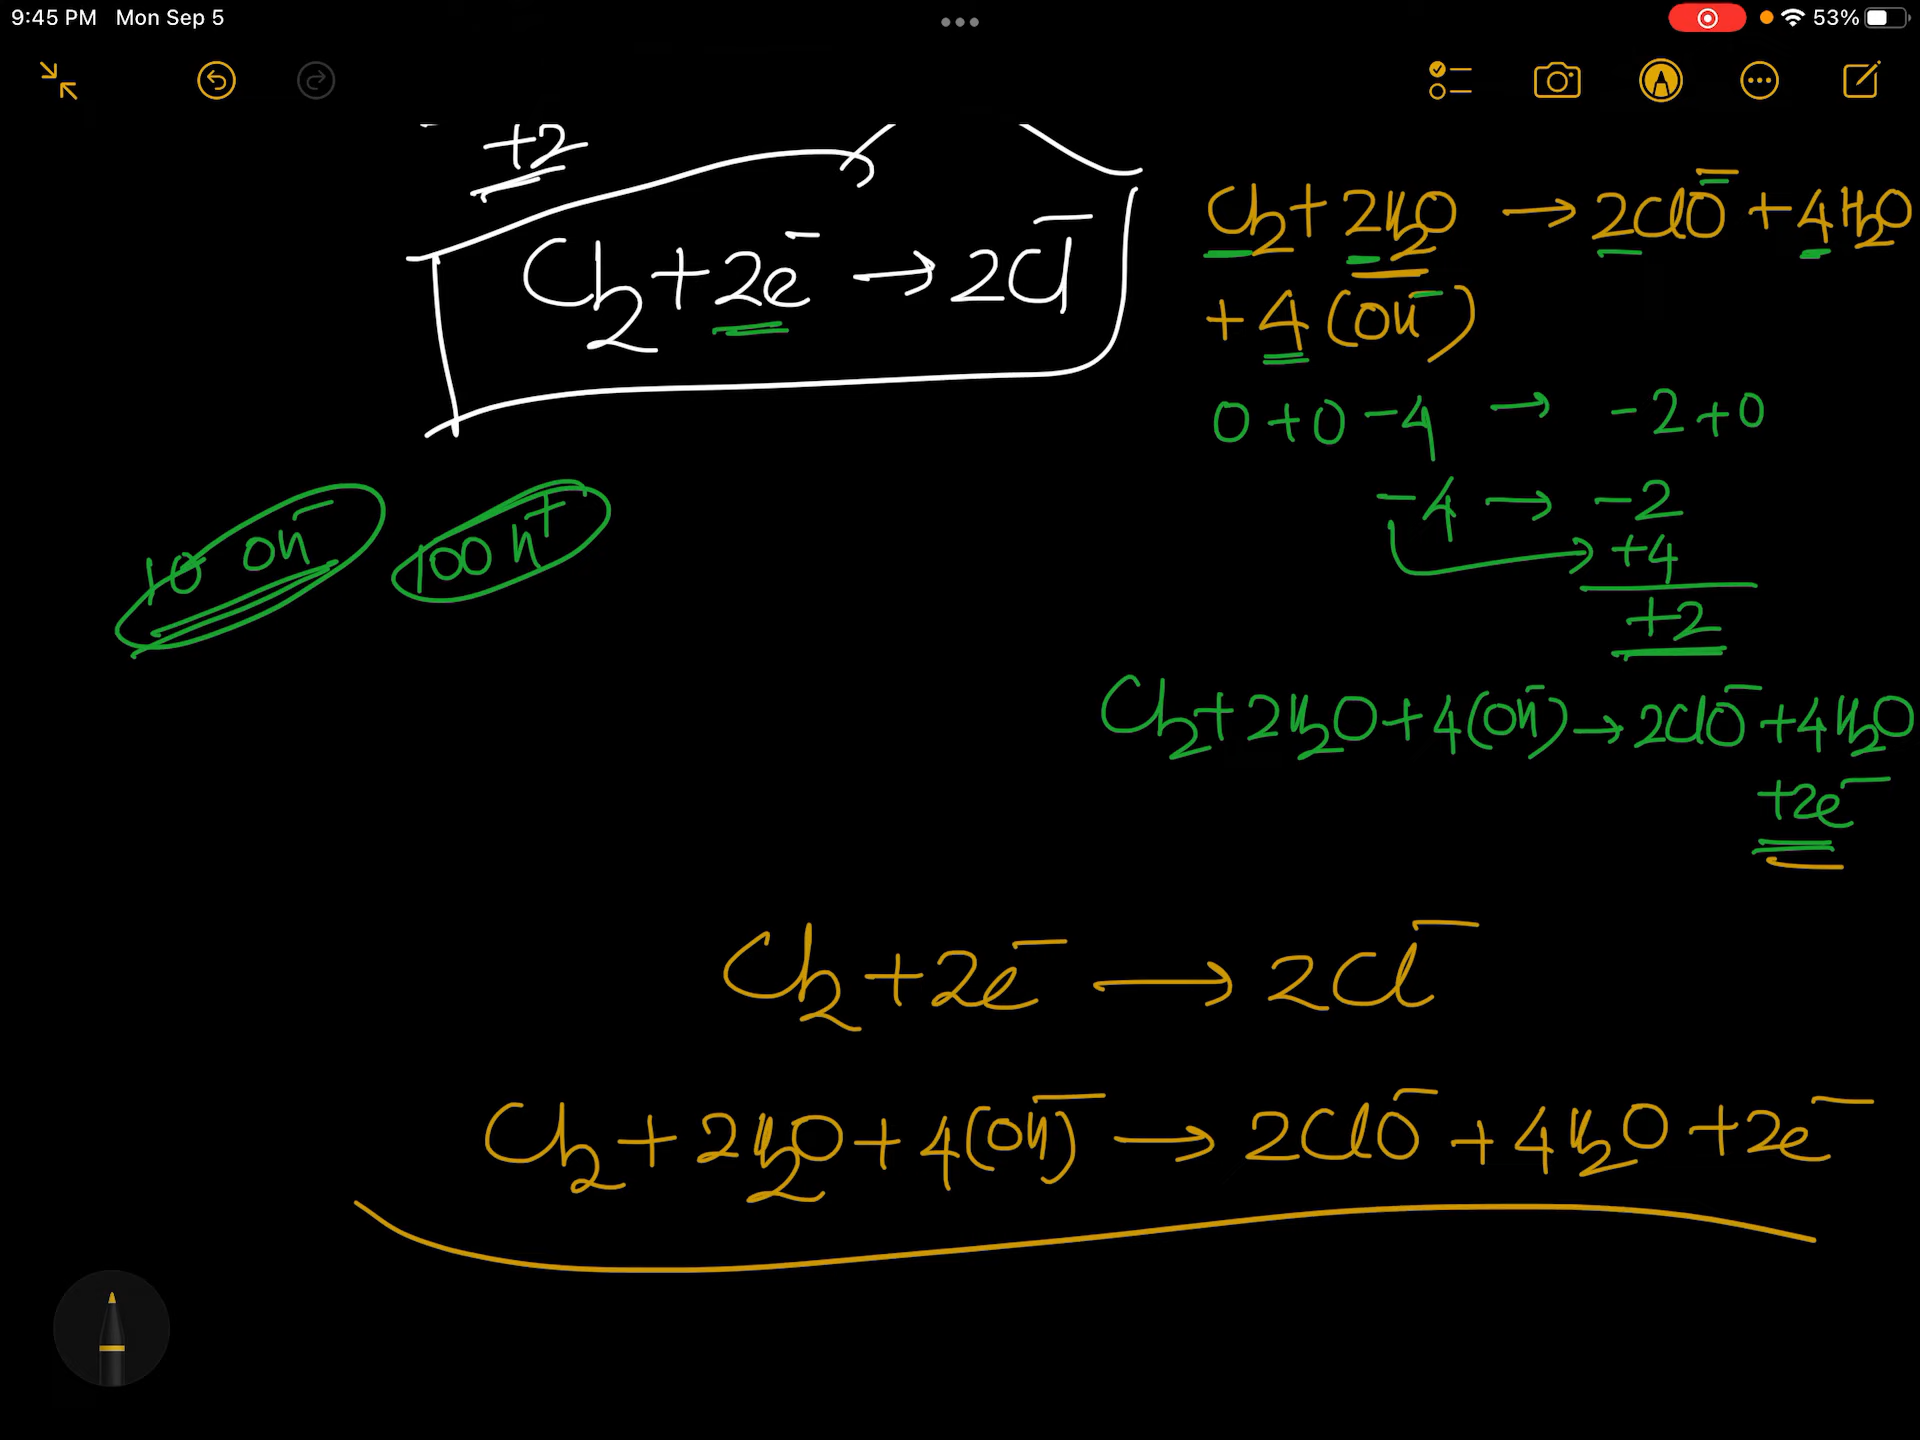 9:45 PM Mon Sep 5
53%
+2
Cl₂ + 2e⁻ → 2Cl⁻
10 OH⁻
100 H⁺
Cl₂ + 2H₂O → 2ClO⁻ + 4H₂O
+ 4(OH⁻)
0 + 0 - 4 → -2 + 0
-4 → -2
+4
+2
Cl₂ + 2H₂O + 4(OH⁻) → 2ClO⁻ + 4H₂O
+2e⁻
Cl₂ + 2e⁻ → 2Cl⁻
Cl₂ + 2H₂O + 4(OH⁻) → 2ClO⁻ + 4H₂O + 2e⁻